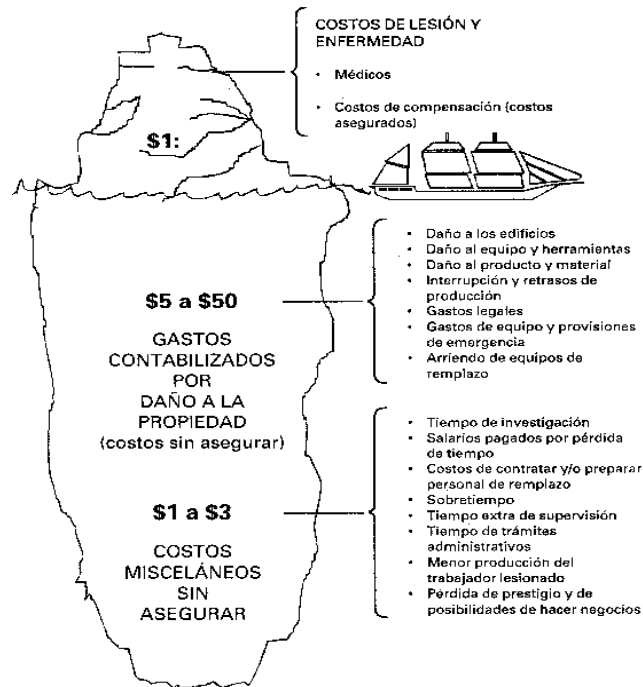 COSTOS DE LESIÓN Y
ENFERMEDAD
• Médicos
• Costos de compensación (costos
asegurados)
$1:
• Daño a los edificios
• Daño al equipo y herramientas
• Daño al producto y material
• Interrupción y retrasos de
producción
• Gastos legales
• Gastos de equipo y provisiones
de emergencia
• Arriendo de equipos de
remplazo
$5 a $50
GASTOS
CONTABILIZADOS
POR
DAÑO A LA
PROPIEDAD
(costos sin asegurar)
• Tiempo de investigación
• Salarios pagados por pérdida
de tiempo
• Costos de contratar y/o preparar
personal de remplazo
• Sobretiempo
• Tiempo extra de supervisión
• Tiempo de trámites
administrativos
• Menor producción del
trabajador lesionado
• Pérdida de prestigio y de
posibilidades de hacer negocios
$1 a $3
COSTOS
MISCELÁNEOS
SIN
ASEGURAR